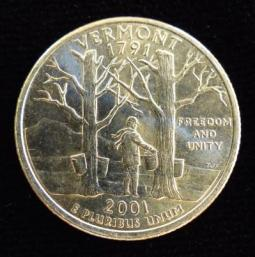 VERMONT
1791
FREEDOM
AND
UNITY
2001
E PLURIBUS UNUM